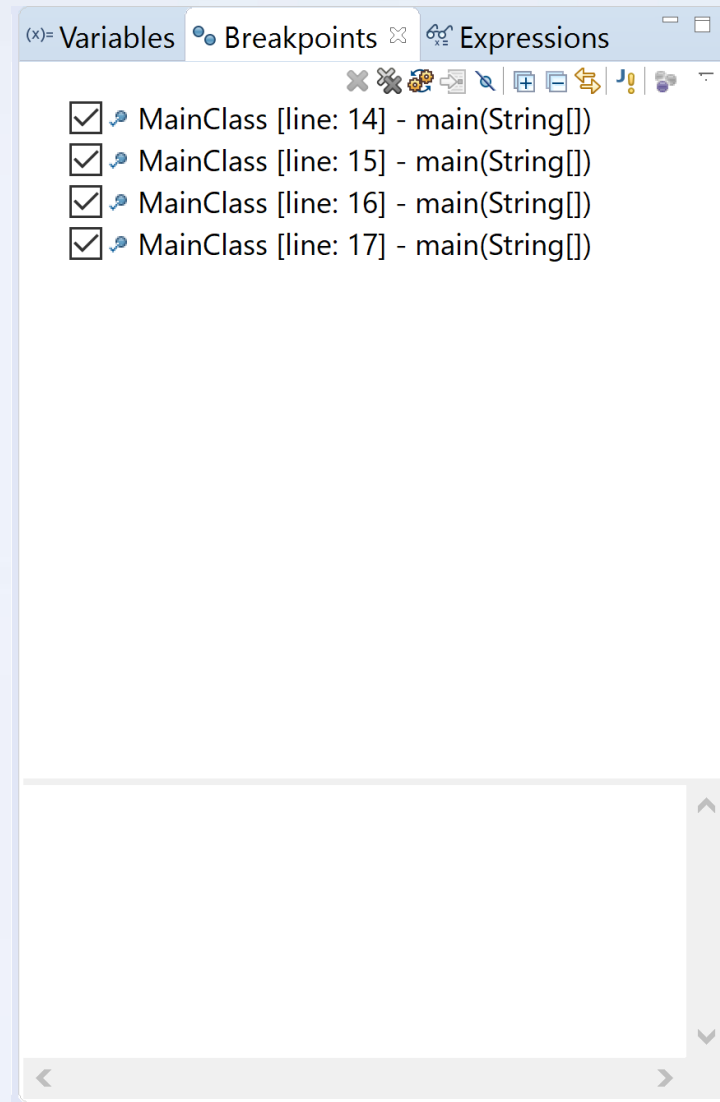 (x)= Variables Breakpoints Expressions
MainClass [line: 14] - main(String[])
MainClass [line: 15] - main(String[])
MainClass [line: 16] - main(String[])
MainClass [line: 17] - main(String[])